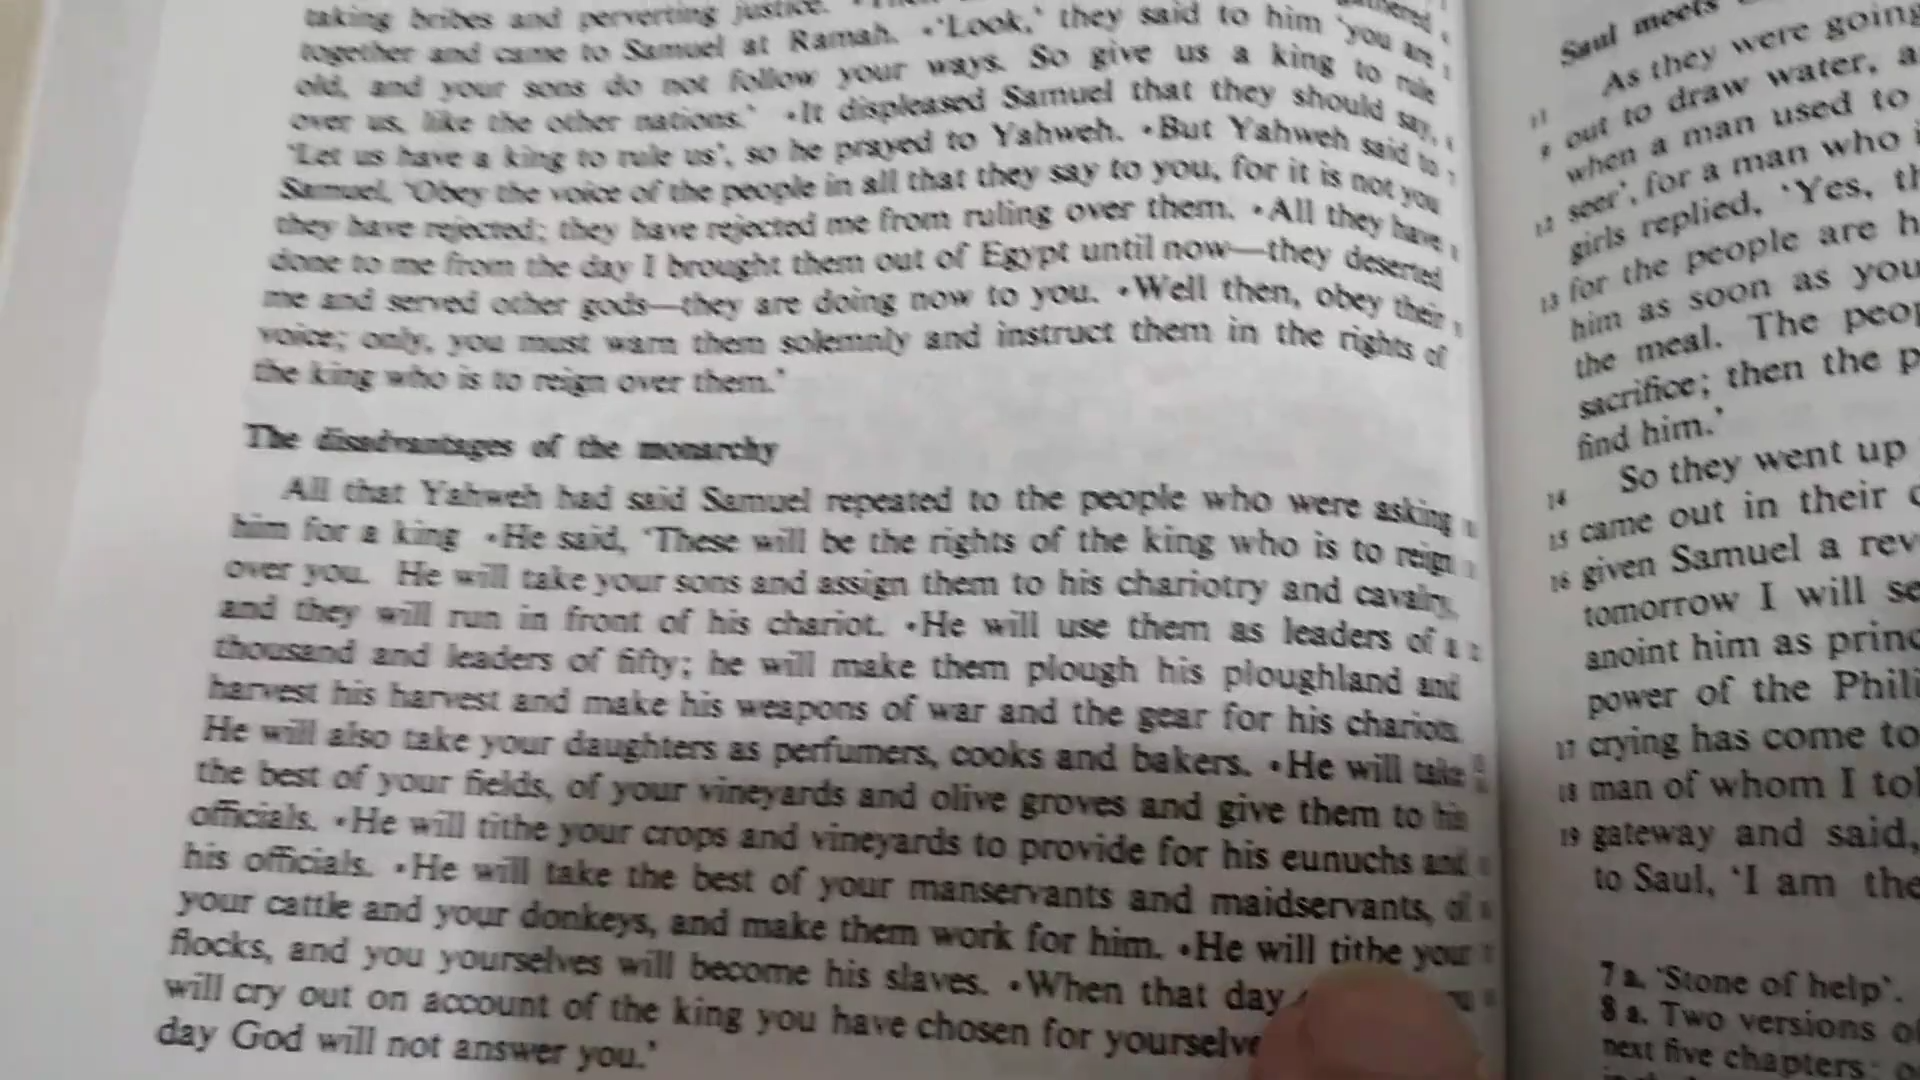 taking bribes and perverting justice.
together and came to Samuel at Ramah. •'Look,' they said to him 'you are
old, and your sons do not follow your ways. So give us a king to rule
over us, like the other nations.' •It displeased Samuel that they should say,
'Let us have a king to rule us', so he prayed to Yahweh. •But Yahweh said to
Samuel, 'Obey the voice of the people in all that they say to you, for it is not you
they have rejected; they have rejected me from ruling over them. •All they have
done to me from the day I brought them out of Egypt until now—they deserted
me and served other gods—they are doing now to you. •Well then, obey their
voice; only, you must warn them solemnly and instruct them in the rights of
the king who is to reign over them.'
The disadvantages of the monarchy
All that Yahweh had said Samuel repeated to the people who were asking
him for a king •He said, 'These will be the rights of the king who is to reign
over you. He will take your sons and assign them to his chariotry and cavalry,
and they will run in front of his chariot. •He will use them as leaders of a
thousand and leaders of fifty; he will make them plough his ploughland and
harvest his harvest and make his weapons of war and the gear for his chariots.
He will also take your daughters as perfumers, cooks and bakers. •He will take
the best of your fields, of your vineyards and olive groves and give them to his
officials. •He will tithe your crops and vineyards to provide for his eunuchs and
his officials. •He will take the best of your manservants and maidservants, of
your cattle and your donkeys, and make them work for him. •He will tithe your
flocks, and you yourselves will become his slaves. •When that day
will cry out on account of the king you have chosen for yourselve
day God will not answer you.'
Saul meets
As they were going
11
9 out to draw water, a
when a man used to
seer', for a man who i
12 girls replied, 'Yes, th
for the people are h
13 him as soon as you
the meal. The peop
sacrifice; then the p
find him.'
14 So they went up
15 came out in their c
16 given Samuel a rev
tomorrow I will se
anoint him as princ
power of the Phili
17 crying has come to
18 man of whom I tol
19 gateway and said,
to Saul, 'I am the
7 a. 'Stone of help'.
8 a. Two versions of
next five chapters: